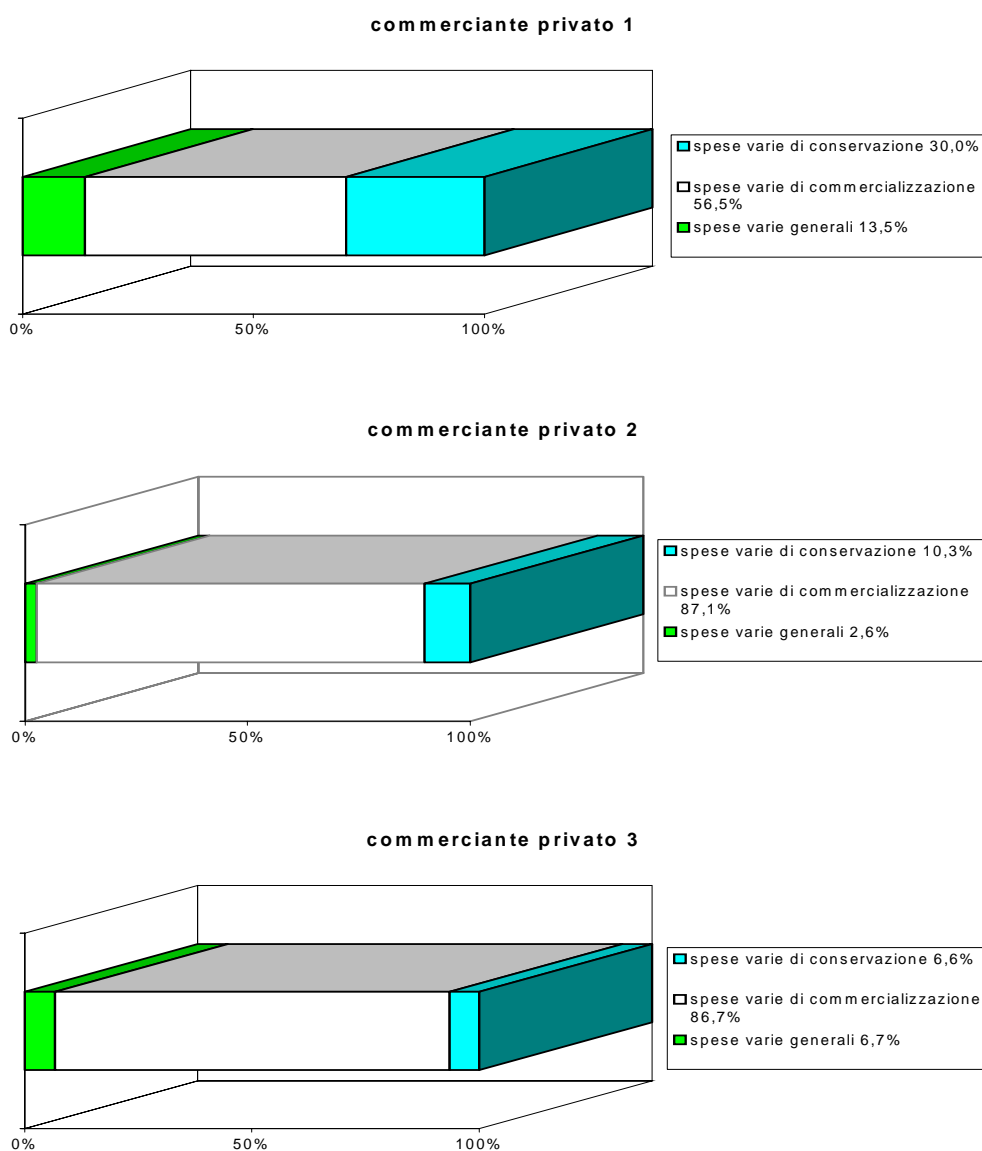 commerciante privato 1
spese varie di conservazione 30,0%
spese varie di commercializzazione
56,5%
spese varie generali 13,5%
0%
50%
100%
commerciante privato 2
spese varie di conservazione 10,3%
spese varie di commercializzazione
87,1%
spese varie generali 2,6%
0%
50%
100%
commerciante privato 3
spese varie di conservazione 6,6%
spese varie di commercializzazione
86,7%
spese varie generali 6,7%
0%
50%
100%